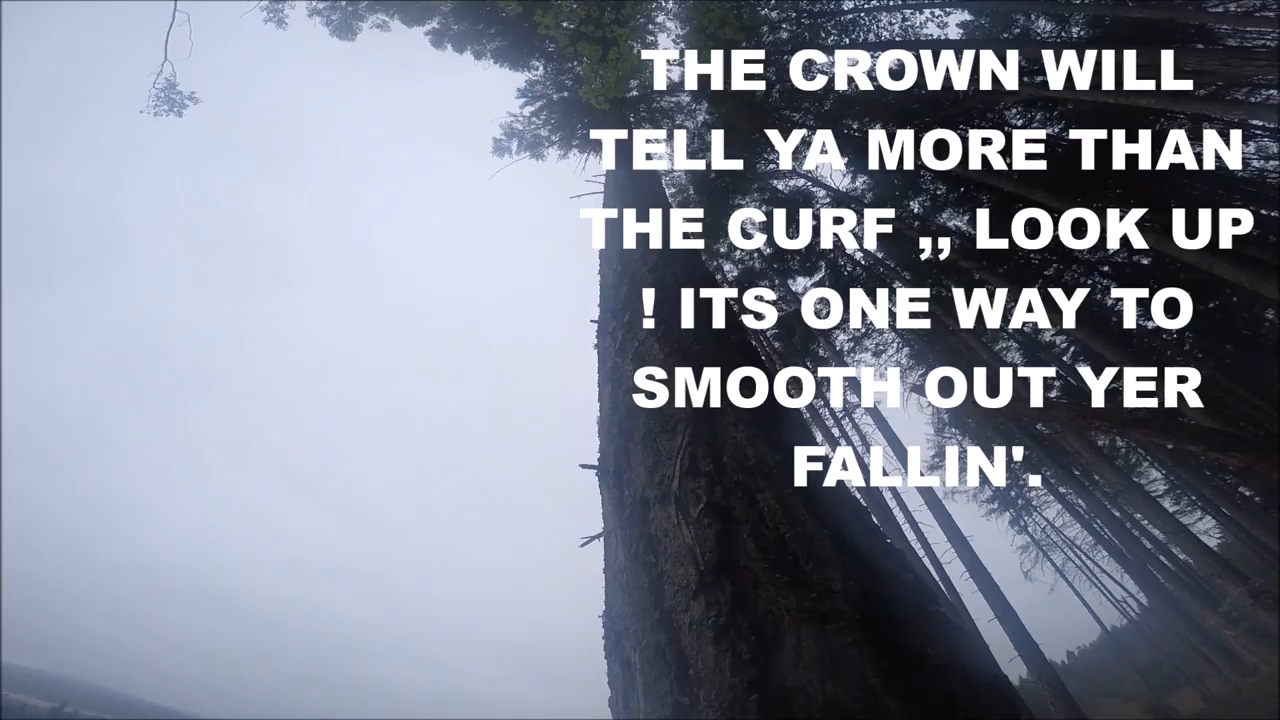 THE CROWN WILL
TELL YA MORE THAN
THE CURF ,, LOOK UP
! ITS ONE WAY TO
SMOOTH OUT YER
FALLIN'.